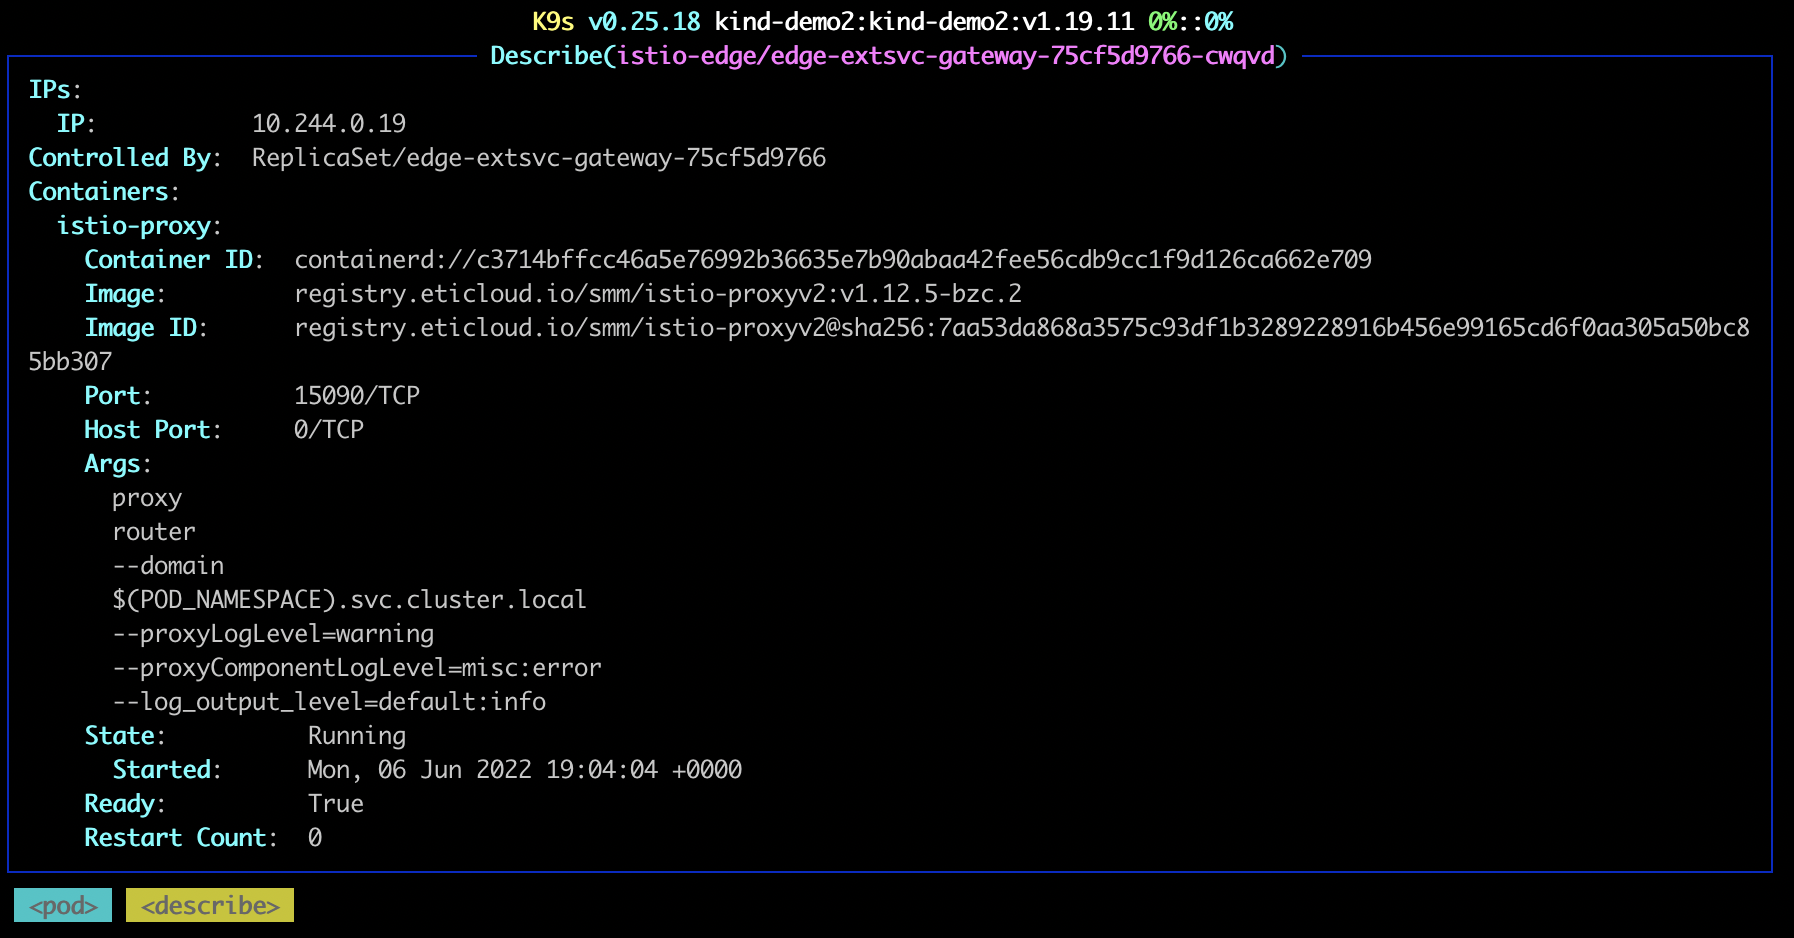 K9s v0.25.18 kind-demo2:kind-demo2:v1.19.11 0%::0%
Describe(istio-edge/edge-extsvc-gateway-75cf5d9766-cwqvd)
IPs:
IP: 10.244.0.19
Controlled By: ReplicaSet/edge-extsvc-gateway-75cf5d9766
Containers:
istio-proxy:
Container ID: containerd://c3714bffcc46a5e76992b36635e7b90abaa42fee56cdb9cc1f9d126ca662e709
Image: registry.eticloud.io/smm/istio-proxyv2:v1.12.5-bzc.2
Image ID: registry.eticloud.io/smm/istio-proxyv2@sha256:7aa53da868a3575c93df1b3289228916b456e99165cd6f0aa305a50bc8
5bb307
Port: 15090/TCP
Host Port: 0/TCP
Args:
proxy
router
--domain
$(POD_NAMESPACE).svc.cluster.local
--proxyLogLevel=warning
--proxyComponentLogLevel=misc:error
--log_output_level=default:info
State: Running
Started: Mon, 06 Jun 2022 19:04:04 +0000
Ready: True
Restart Count: 0
<pod> <describe>